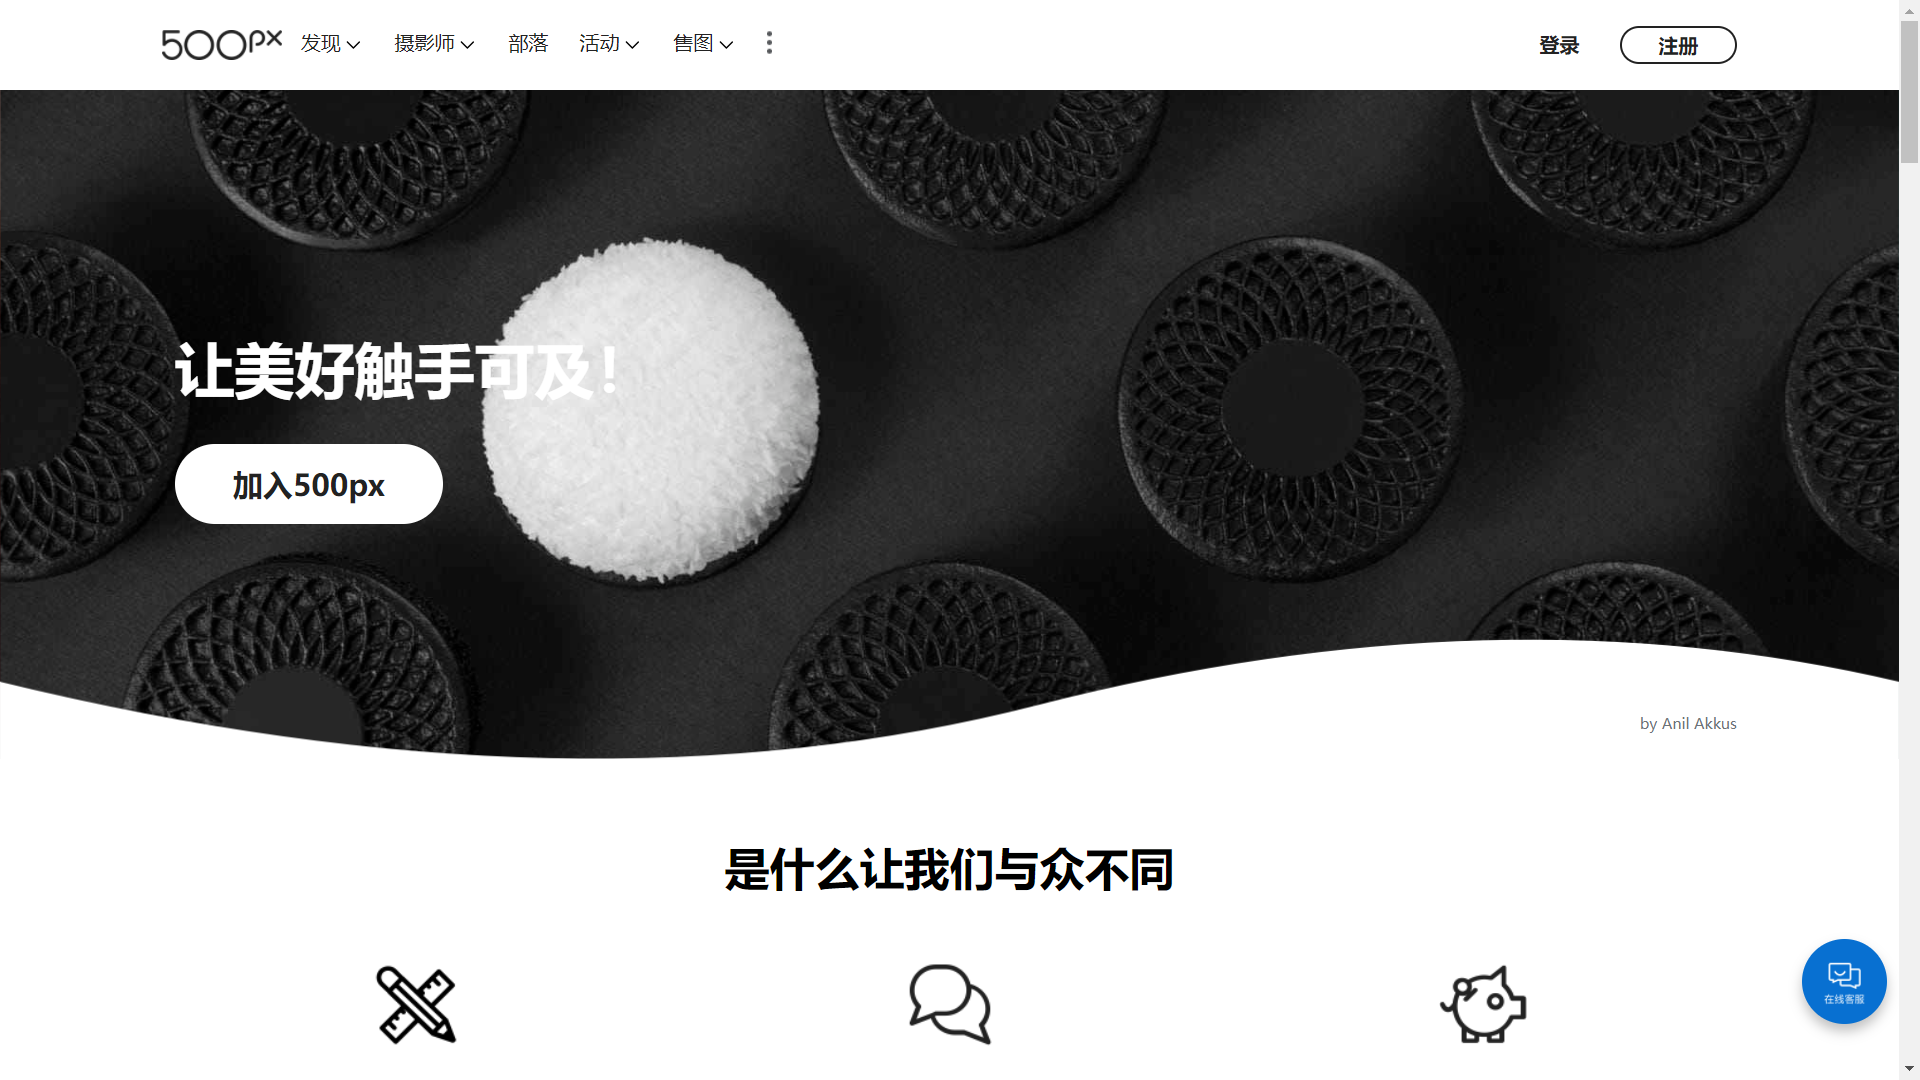 500px
发现
摄影师
部落
活动
售图
登录
注册
让美好触手可及！
加入500px
by Anil Akkus
是什么让我们与众不同
在线客服